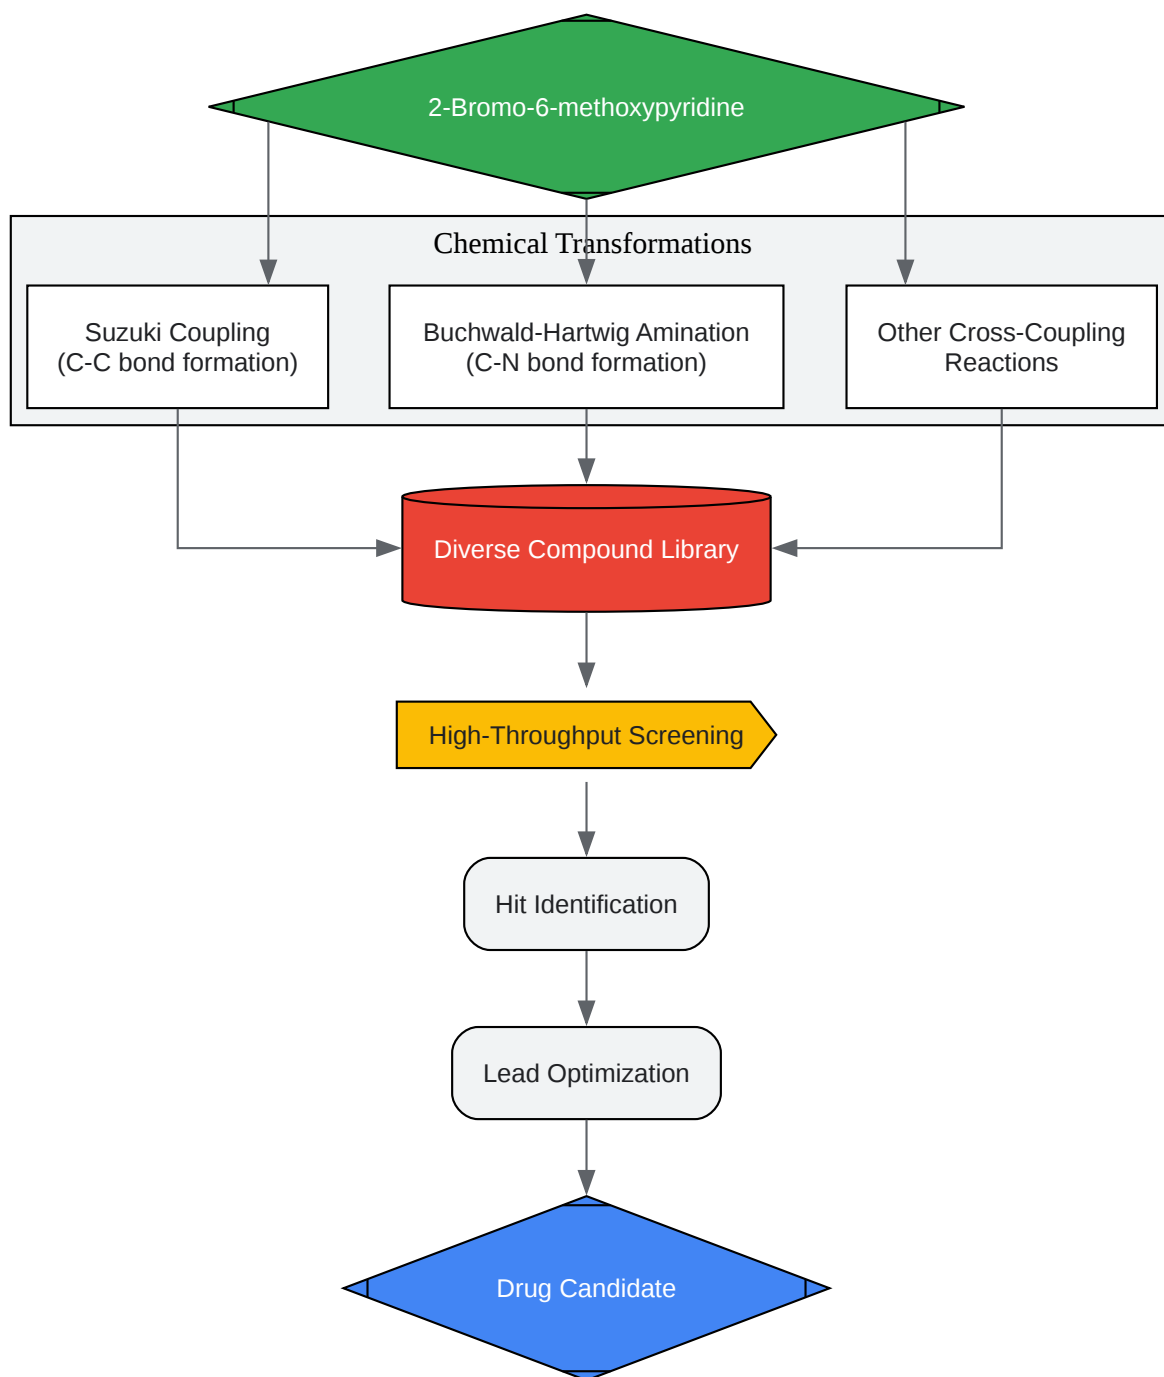 2-Bromo-6-methoxypyridine
Chemical Transformations
Suzuki Coupling
(C-C bond formation)
Buchwald-Hartwig Amination
(C-N bond formation)
Other Cross-Coupling
Reactions
Diverse Compound Library
High-Throughput Screening
Hit Identification
Lead Optimization
Drug Candidate